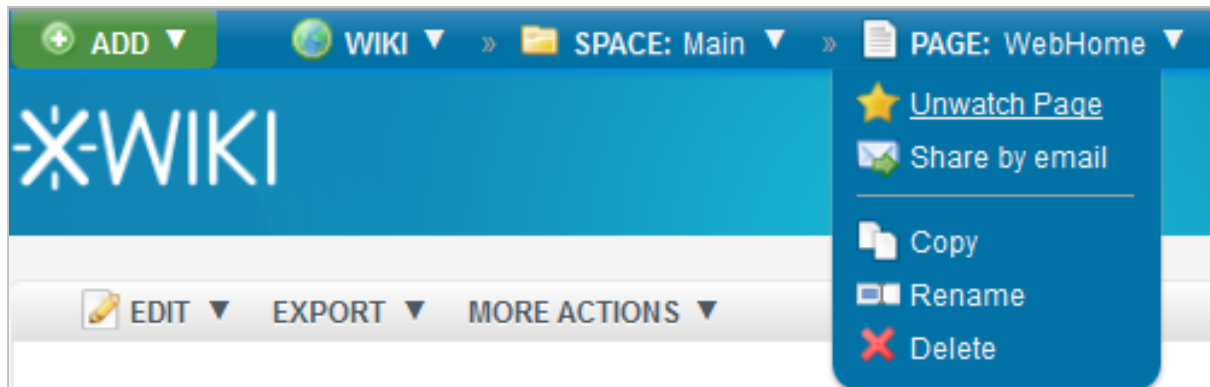 ADD ▼ WIKI ▼ » SPACE: Main ▼ » PAGE: WebHome ▼
Unwatch Page
Share by email
XWIKI
Copy
Rename
Delete
EDIT ▼ EXPORT ▼ MORE ACTIONS ▼